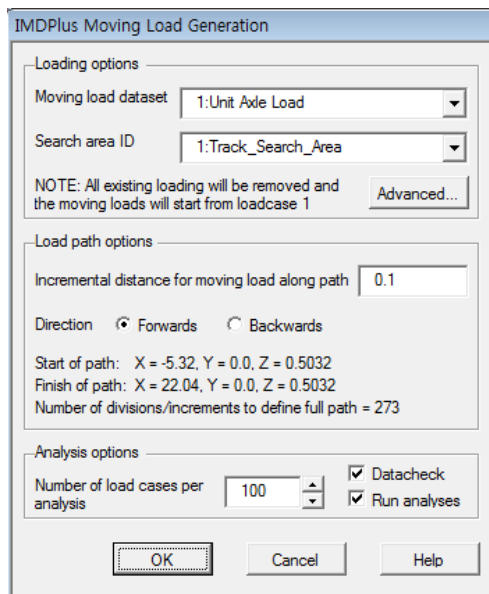 IMDPlus Moving Load Generation
Loading options
Moving load dataset 1:Unit Axle Load
Search area ID 1:Track_Search_Area
NOTE: All existing loading will be removed and
the moving loads will start from loadcase 1
Advanced...
Load path options
Incremental distance for moving load along path 0.1
Direction Forwards Backwards
Start of path: X = -5.32, Y = 0.0, Z = 0.5032
Finish of path: X = 22.04, Y = 0.0, Z = 0.5032
Number of divisions/increments to define full path = 273
Analysis options
Number of load cases per
analysis
100
Datacheck
Run analyses
OK Cancel Help